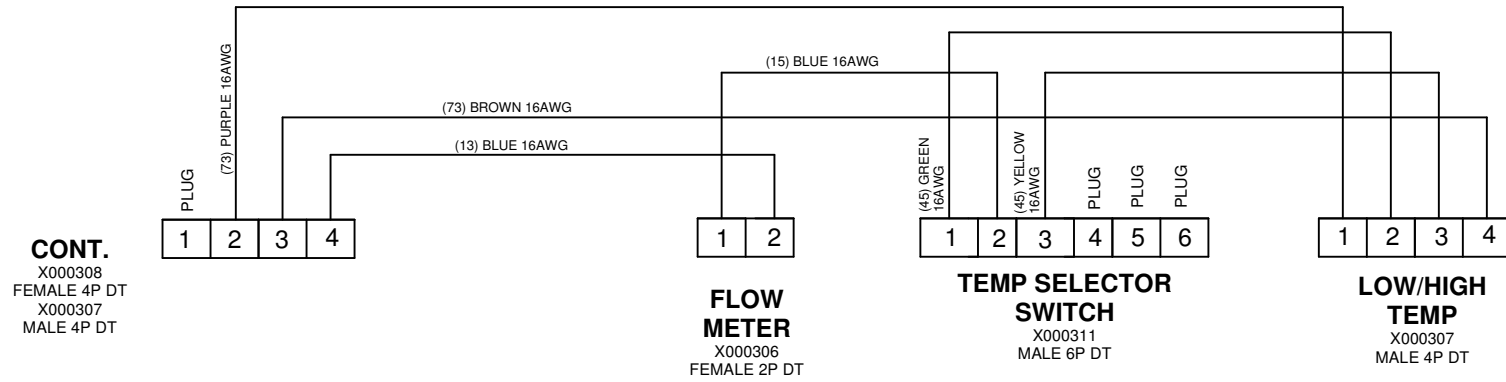 (15) BLUE 16AWG
(73) PURPLE 16AWG
(73) BROWN 16AWG
(13) BLUE 16AWG
(45) GREEN
16AWG
(45) YELLOW
16AWG
PLUG
PLUG
PLUG
PLUG
1 2 3 4
1 2
1 2 3 4 5 6
1 2 3 4
CONT.
X000308
FEMALE 4P DT
X000307
MALE 4P DT
FLOW
METER
X000306
FEMALE 2P DT
TEMP SELECTOR
SWITCH
X000311
MALE 6P DT
LOW/HIGH
TEMP
X000307
MALE 4P DT